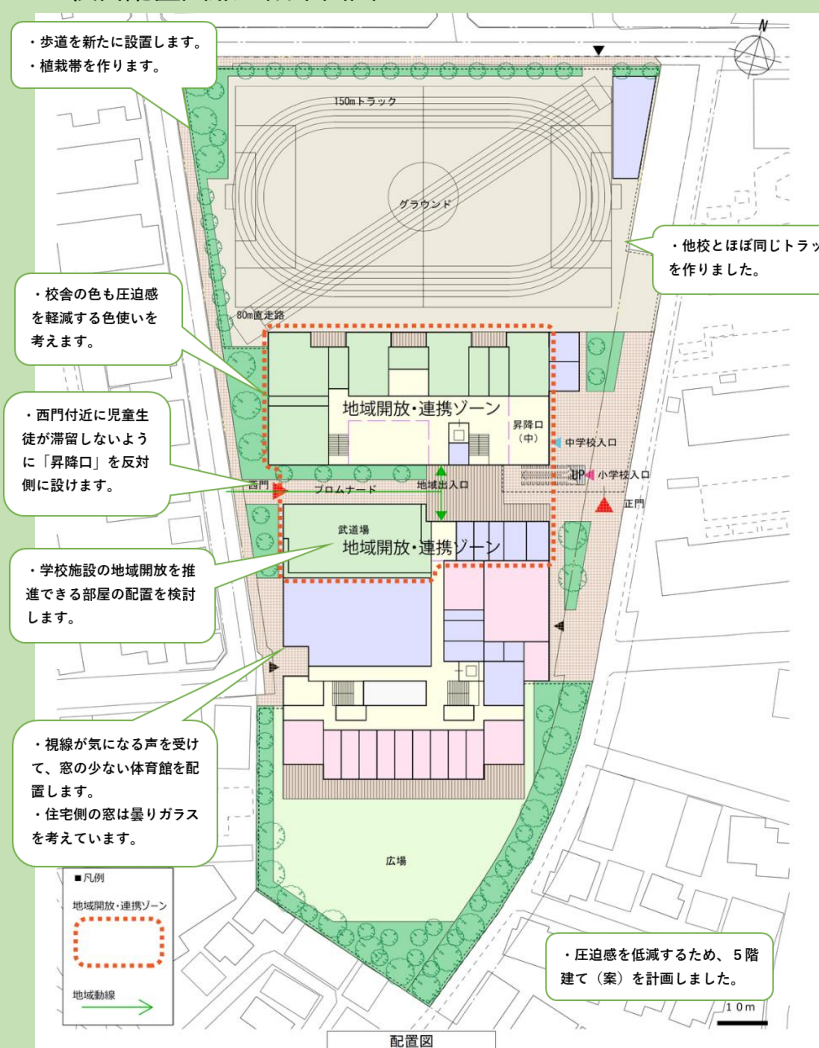 ・歩道を新たに設置します。
・植栽帯を作ります。
N
150mトラック
グラウンド
・他校とほぼ同じトラッ
を作りました。
・校舎の色も圧迫感
を軽減する色使いを
考えます。
80m直走路
地域開放・連携ゾーン
昇降口
(中)
中学校入口
・西門付近に児童生
徒が滞留しないよう
に「昇降口」を反対
側に設けます。
UP
小学校入口
西門
プロムナード
地域出入口
正門
武道場
地域開放・連携ゾーン
・学校施設の地域開放を推
進できる部屋の配置を検討
します。
・視線が気になる声を受け
て、窓の少ない体育館を配
置します。
・住宅側の窓は曇りガラス
を考えています。
広場
■凡例
地域開放・連携ゾーン
地域動線
・圧迫感を低減するため、５階
建て（案）を計画しました。
10m
配置図